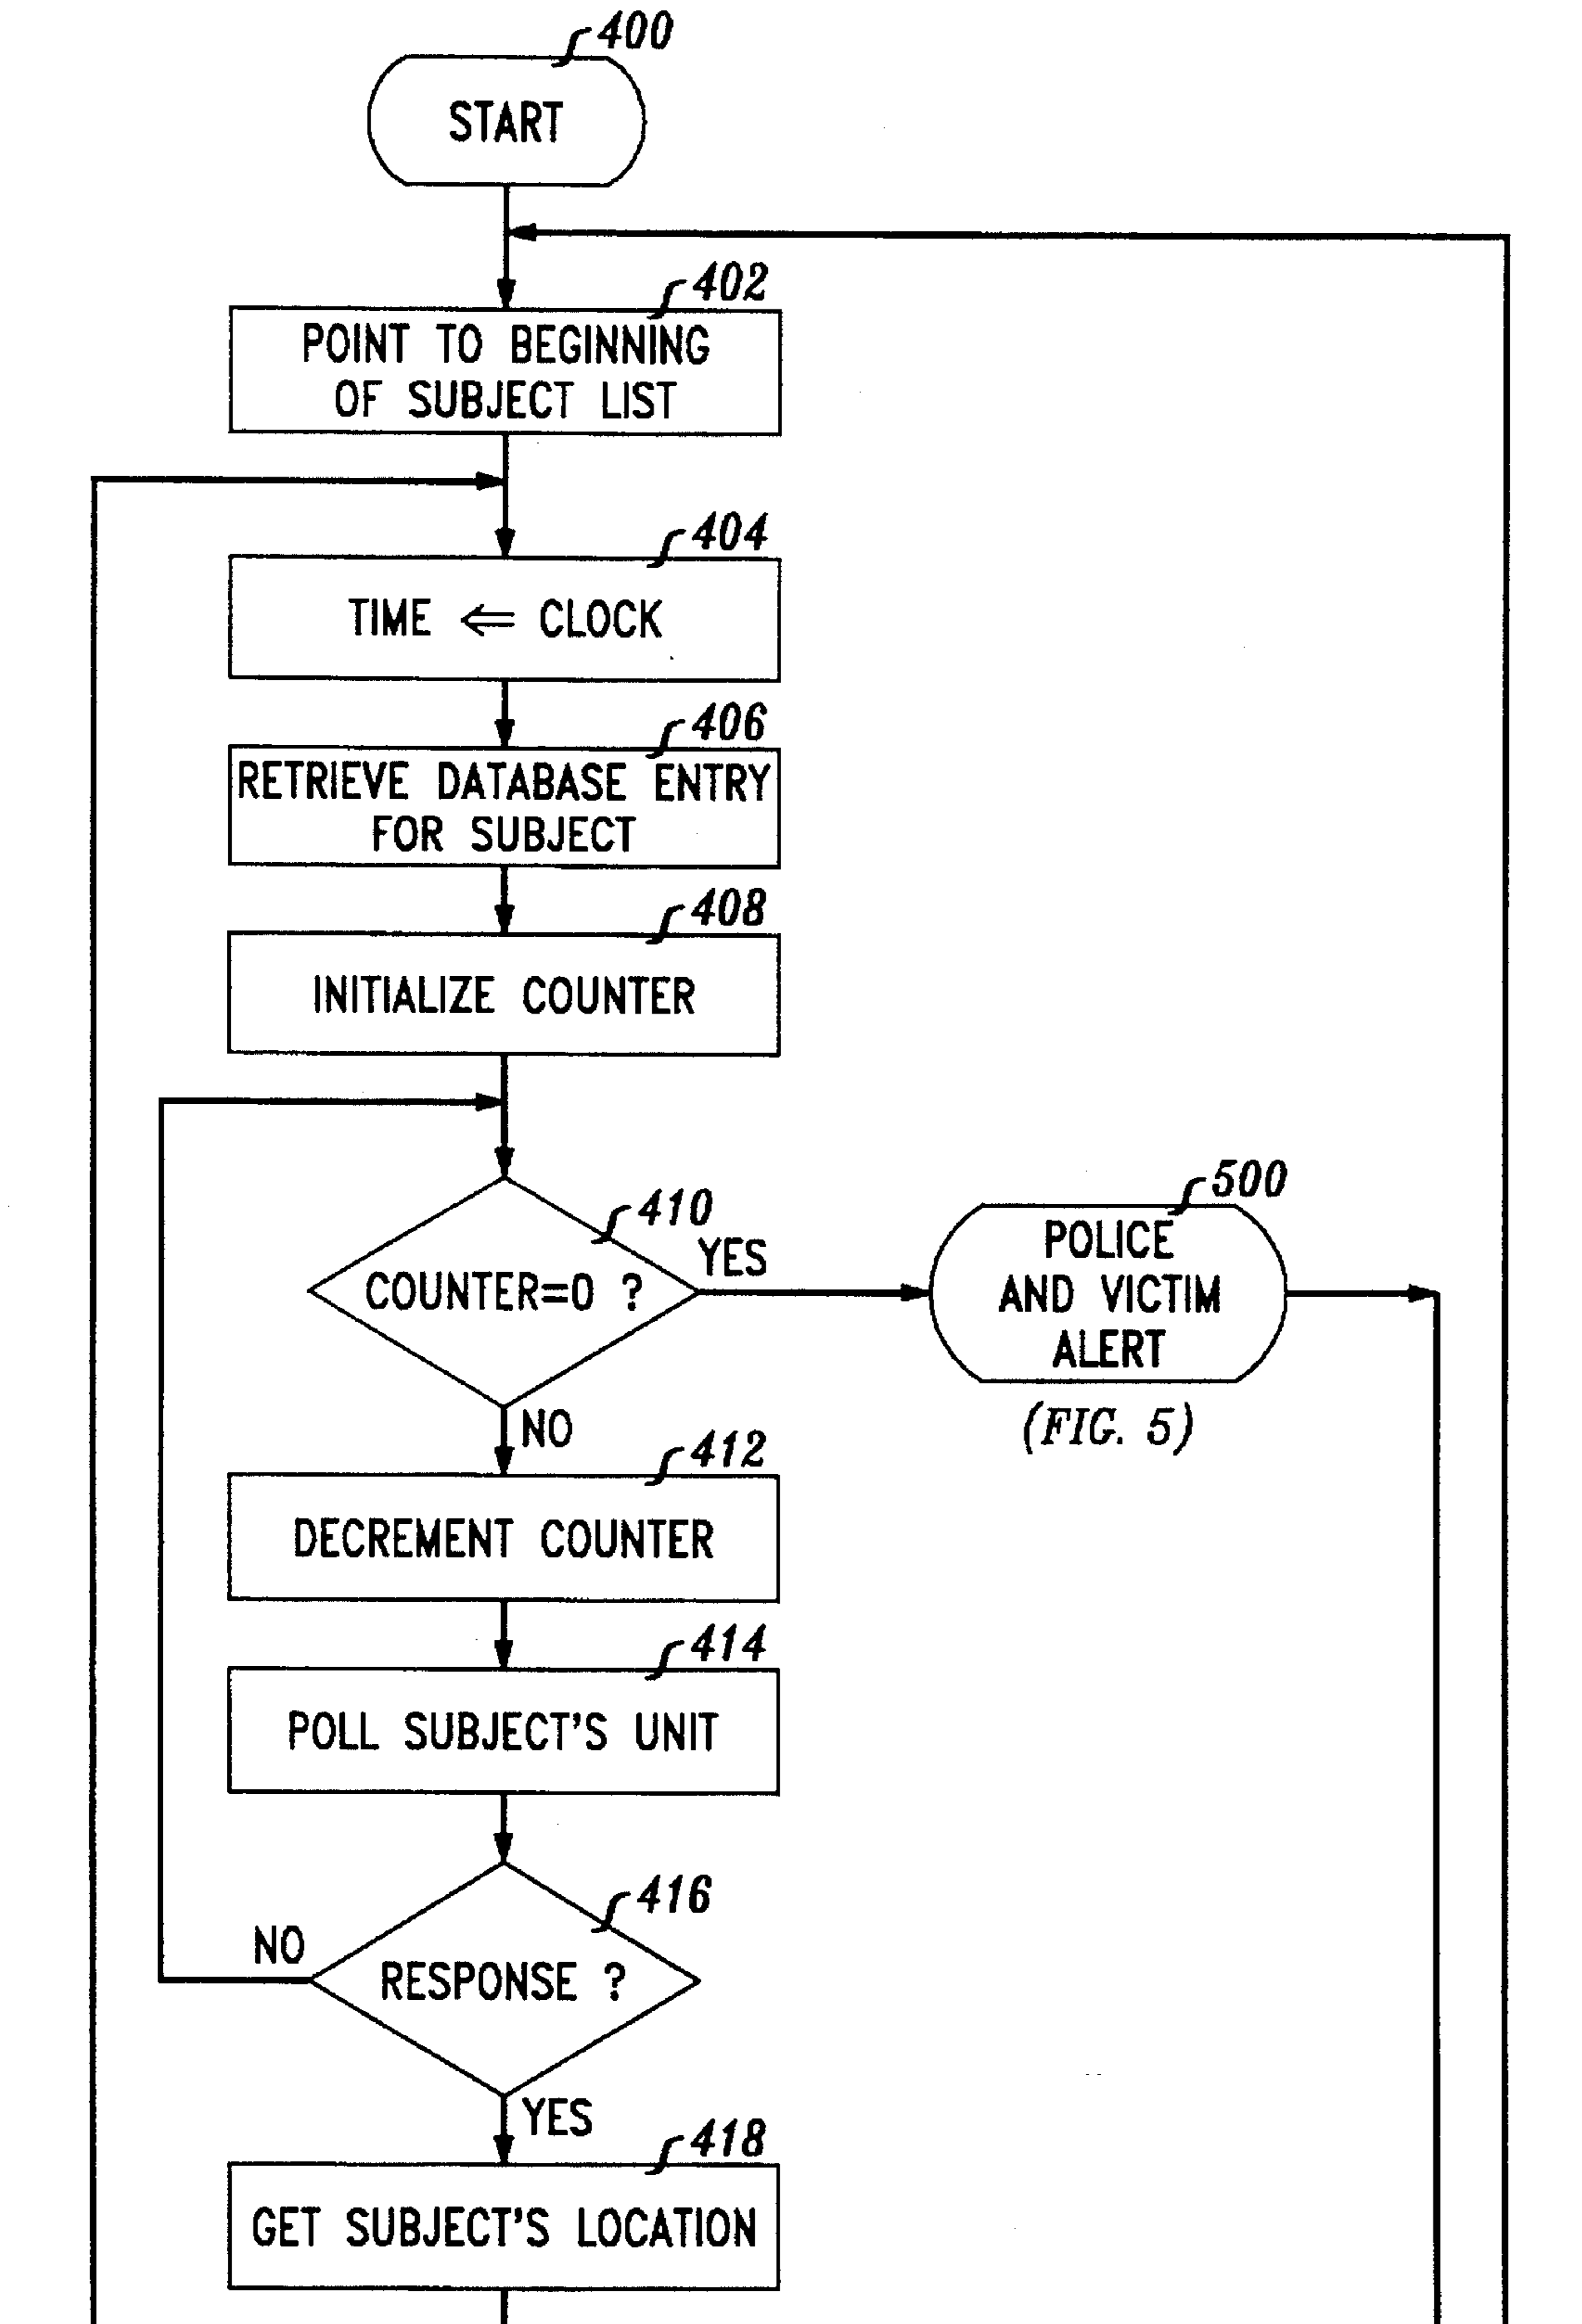 400
START
402
POINT TO BEGINNING
OF SUBJECT LIST
404
TIME ⇐ CLOCK
406
RETRIEVE DATABASE ENTRY
FOR SUBJECT
408
INITIALIZE COUNTER
410
COUNTER=0 ?
YES
500
POLICE
AND VICTIM
ALERT
(FIG. 5)
NO
412
DECREMENT COUNTER
414
POLL SUBJECT'S UNIT
416
NO
RESPONSE ?
YES
418
GET SUBJECT'S LOCATION